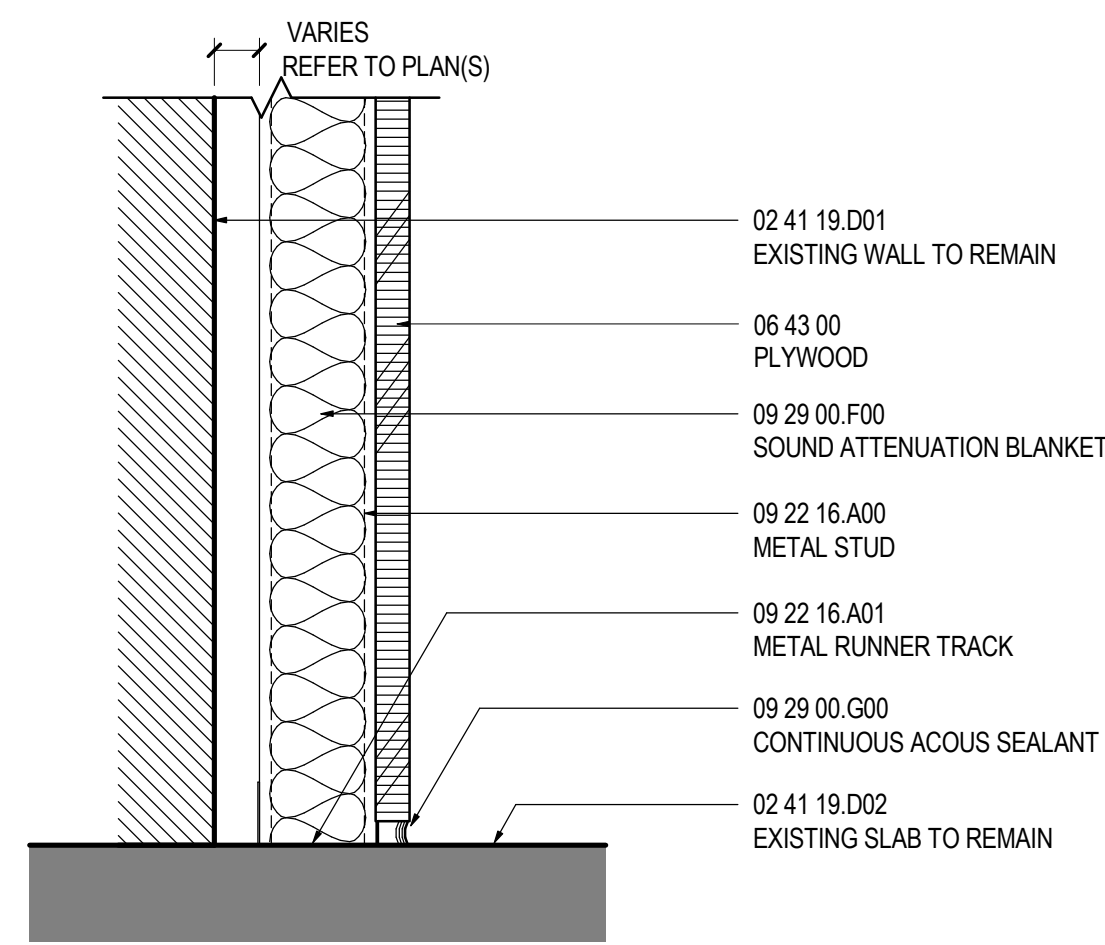 VARIES
REFER TO PLAN(S)
02 41 19.D01
EXISTING WALL TO REMAIN
06 43 00
PLYWOOD
09 29 00.F00
SOUND ATTENUATION BLANKET
09 22 16.A00
METAL STUD
09 22 16.A01
METAL RUNNER TRACK
09 29 00.G00
CONTINUOUS ACOUS SEALANT
02 41 19.D02
EXISTING SLAB TO REMAIN